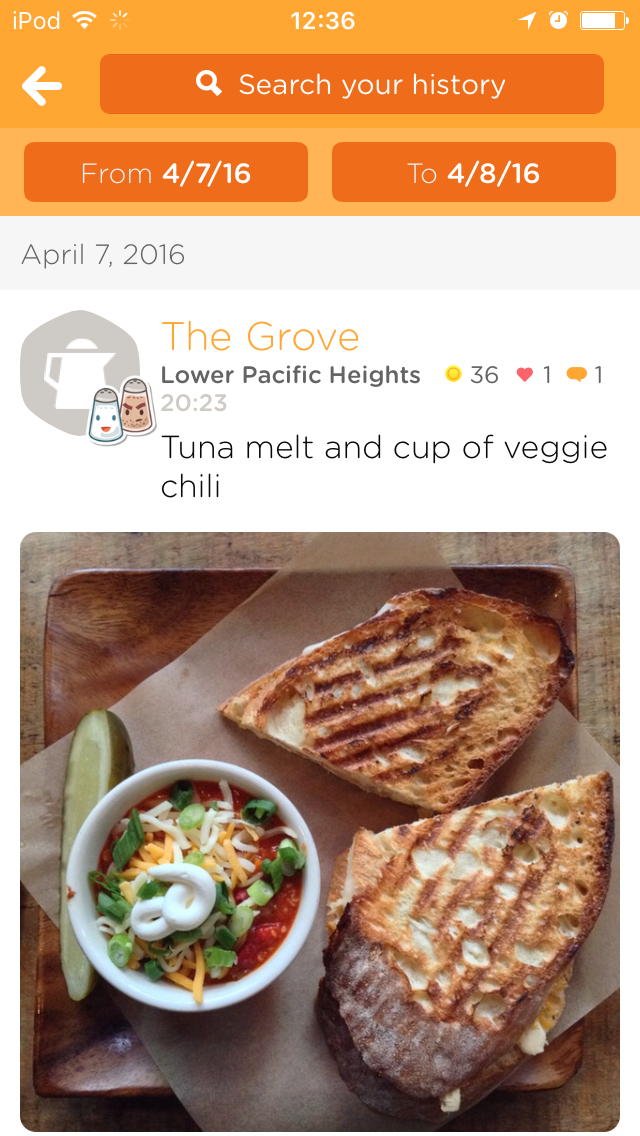 iPod 12:36
Search your history
From 4/7/16 To 4/8/16
April 7, 2016
The Grove
Lower Pacific Heights 36 1 1
20:23
Tuna melt and cup of veggie
chili